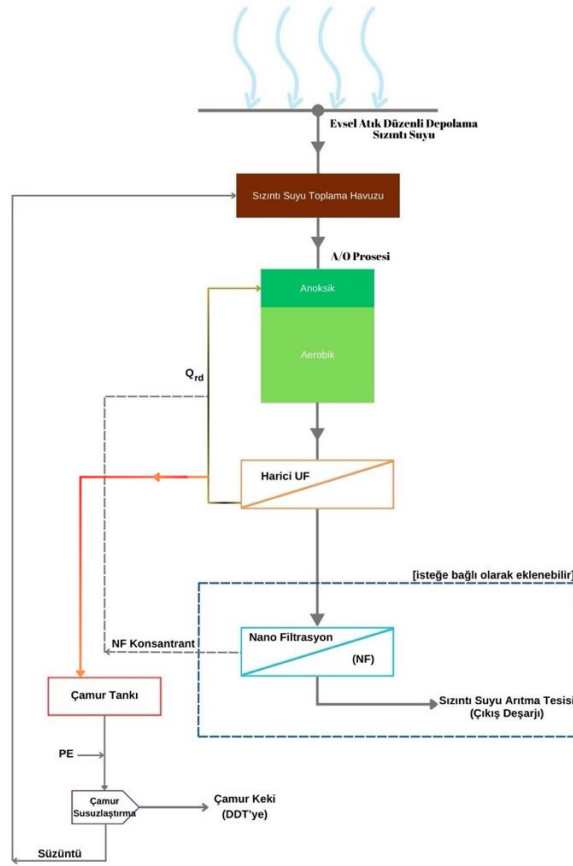 Evsel Atık Düzenli Depolama
Sızıntı Suyu
Sızıntı Suyu Toplama Havuzu
A/O Prosesi
Anoksik
Aerobik
Qrd
Harici UF
[isteğe bağlı olarak eklenebilir]
Nano Filtrasyon
(NF)
NF Konsantrant
Sızıntı Suyu Arıtma Tesisi
(Çıkış Deşarjı)
Çamur Tankı
PE
Çamur
Susuzlaştırma
Çamur Keki
(DDT'ye)
Süzüntü